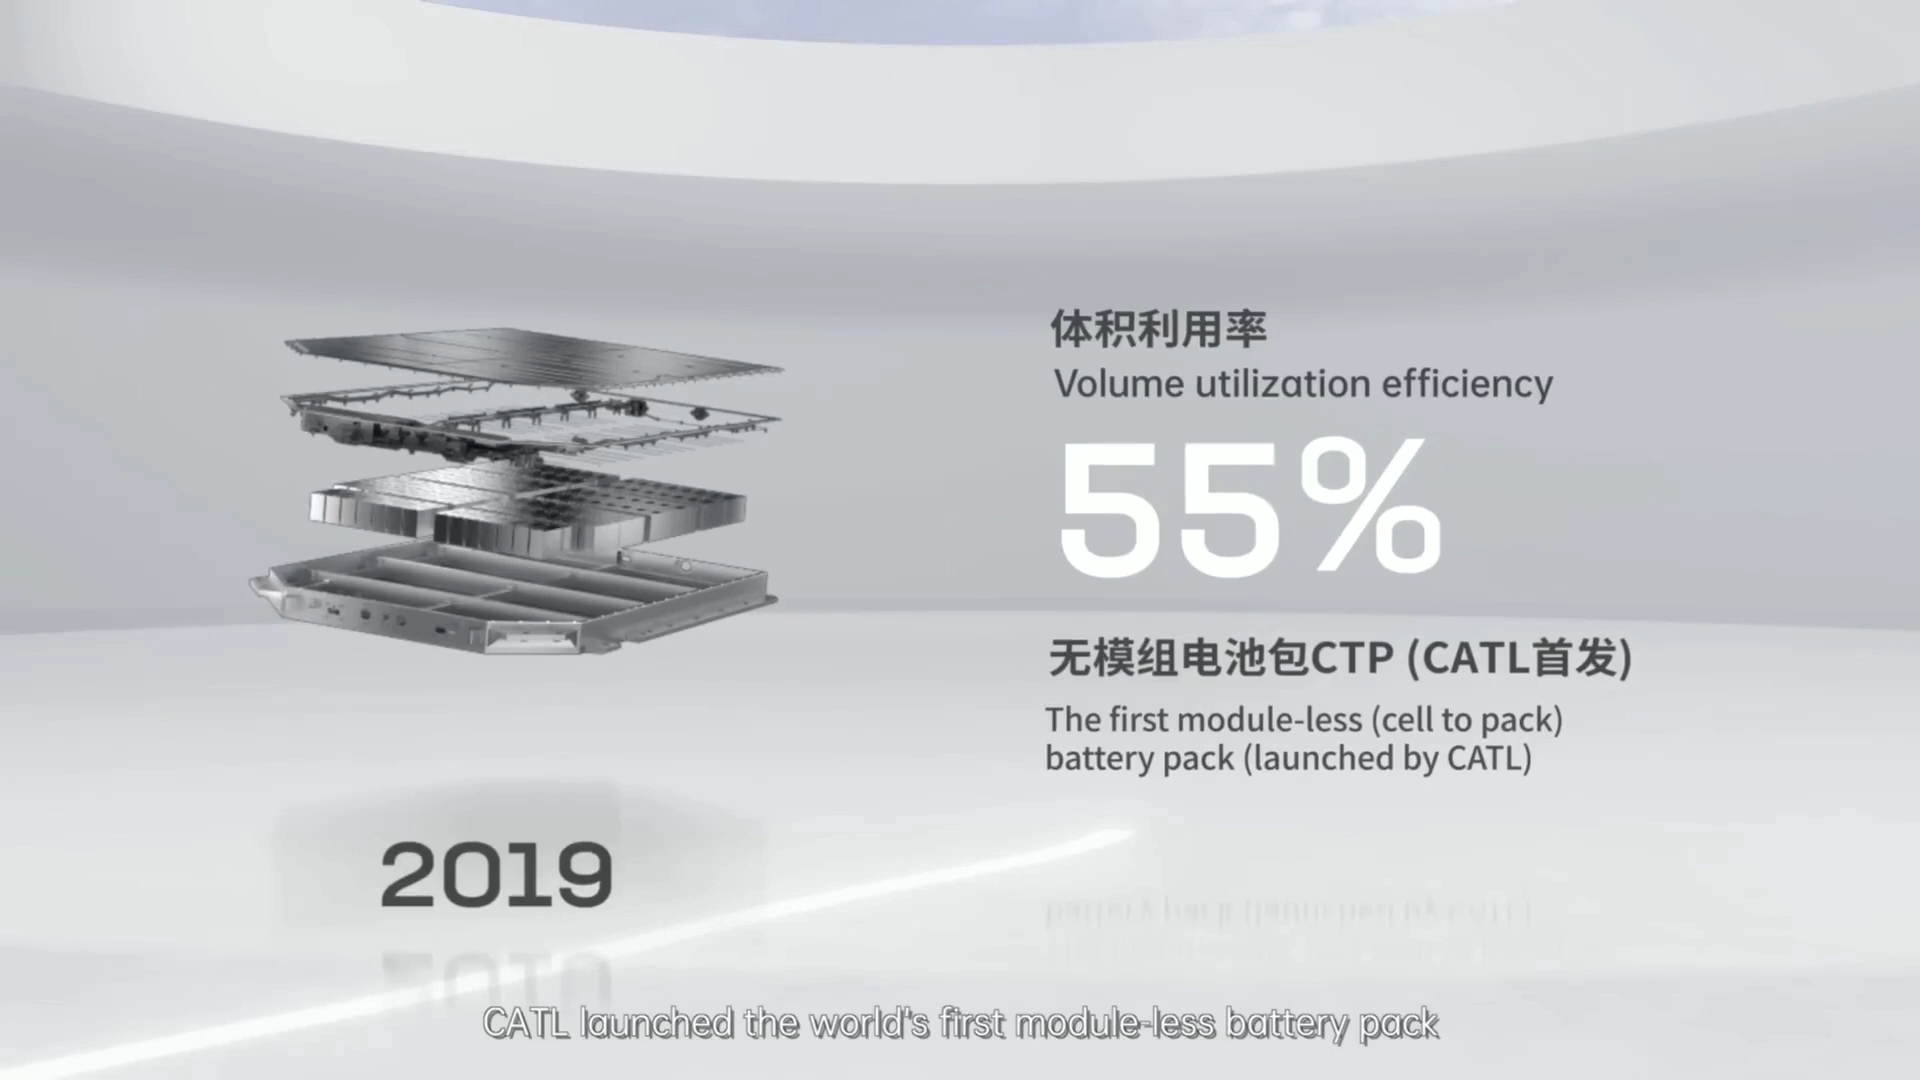 体积利用率
Volume utilization efficiency
55%
无模组电池包CTP (CATL首发)
The first module-less (cell to pack)
battery pack (launched by CATL)
2019
CATL launched the world's first module-less battery pack